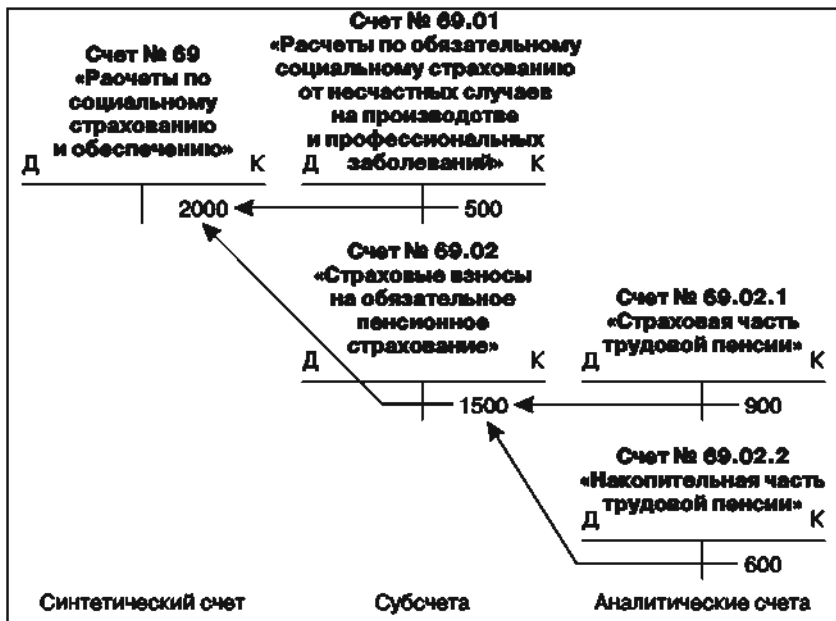 Счет № 69
«Расчеты по
социальному
страхованию
и обеспечению»
Д К
2000
Счет № 69.01
«Расчеты по обязательному
социальному страхованию
от несчастных случаев
на производстве
и профессиональных
заболеваний»
Д К
500
Счет № 69.02
«Страховые взносы
на обязательное
пенсионное
страхование»
Д К
1500
Счет № 69.02.1
«Страховая часть
трудовой пенсии»
Д К
900
Счет № 69.02.2
«Накопительная часть
трудовой пенсии»
Д К
600
Синтетический счет
Субсчета
Аналитические счета